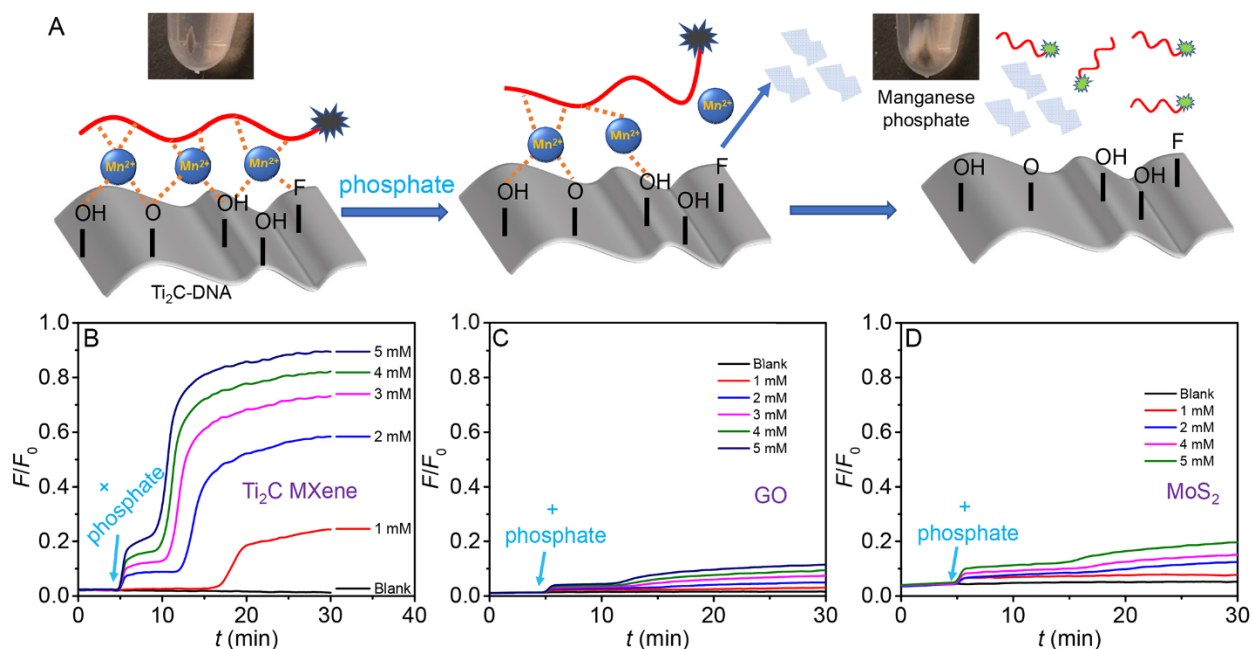 A
Mn²⁺
Mn²⁺
Mn²⁺
OH
O
OH
OH
F
Ti₂C-DNA
phosphate
Mn²⁺
Mn²⁺
Mn²⁺
OH
O
OH
OH
F
Manganese
phosphate
OH
O
OH
OH
F
B
1.0
0.8
0.6
0.4
0.2
0.0
F/F₀
0
10
20
30
40
t (min)
5 mM
4 mM
3 mM
2 mM
1 mM
Blank
+
phosphate
Ti₂C MXene
C
1.0
0.8
0.6
0.4
0.2
0.0
F/F₀
0
10
20
30
t (min)
Blank
1 mM
2 mM
3 mM
4 mM
5 mM
GO
+
phosphate
D
1.0
0.8
0.6
0.4
0.2
0.0
F/F₀
0
10
20
30
t (min)
Blank
1 mM
2 mM
4 mM
5 mM
MoS₂
+
phosphate